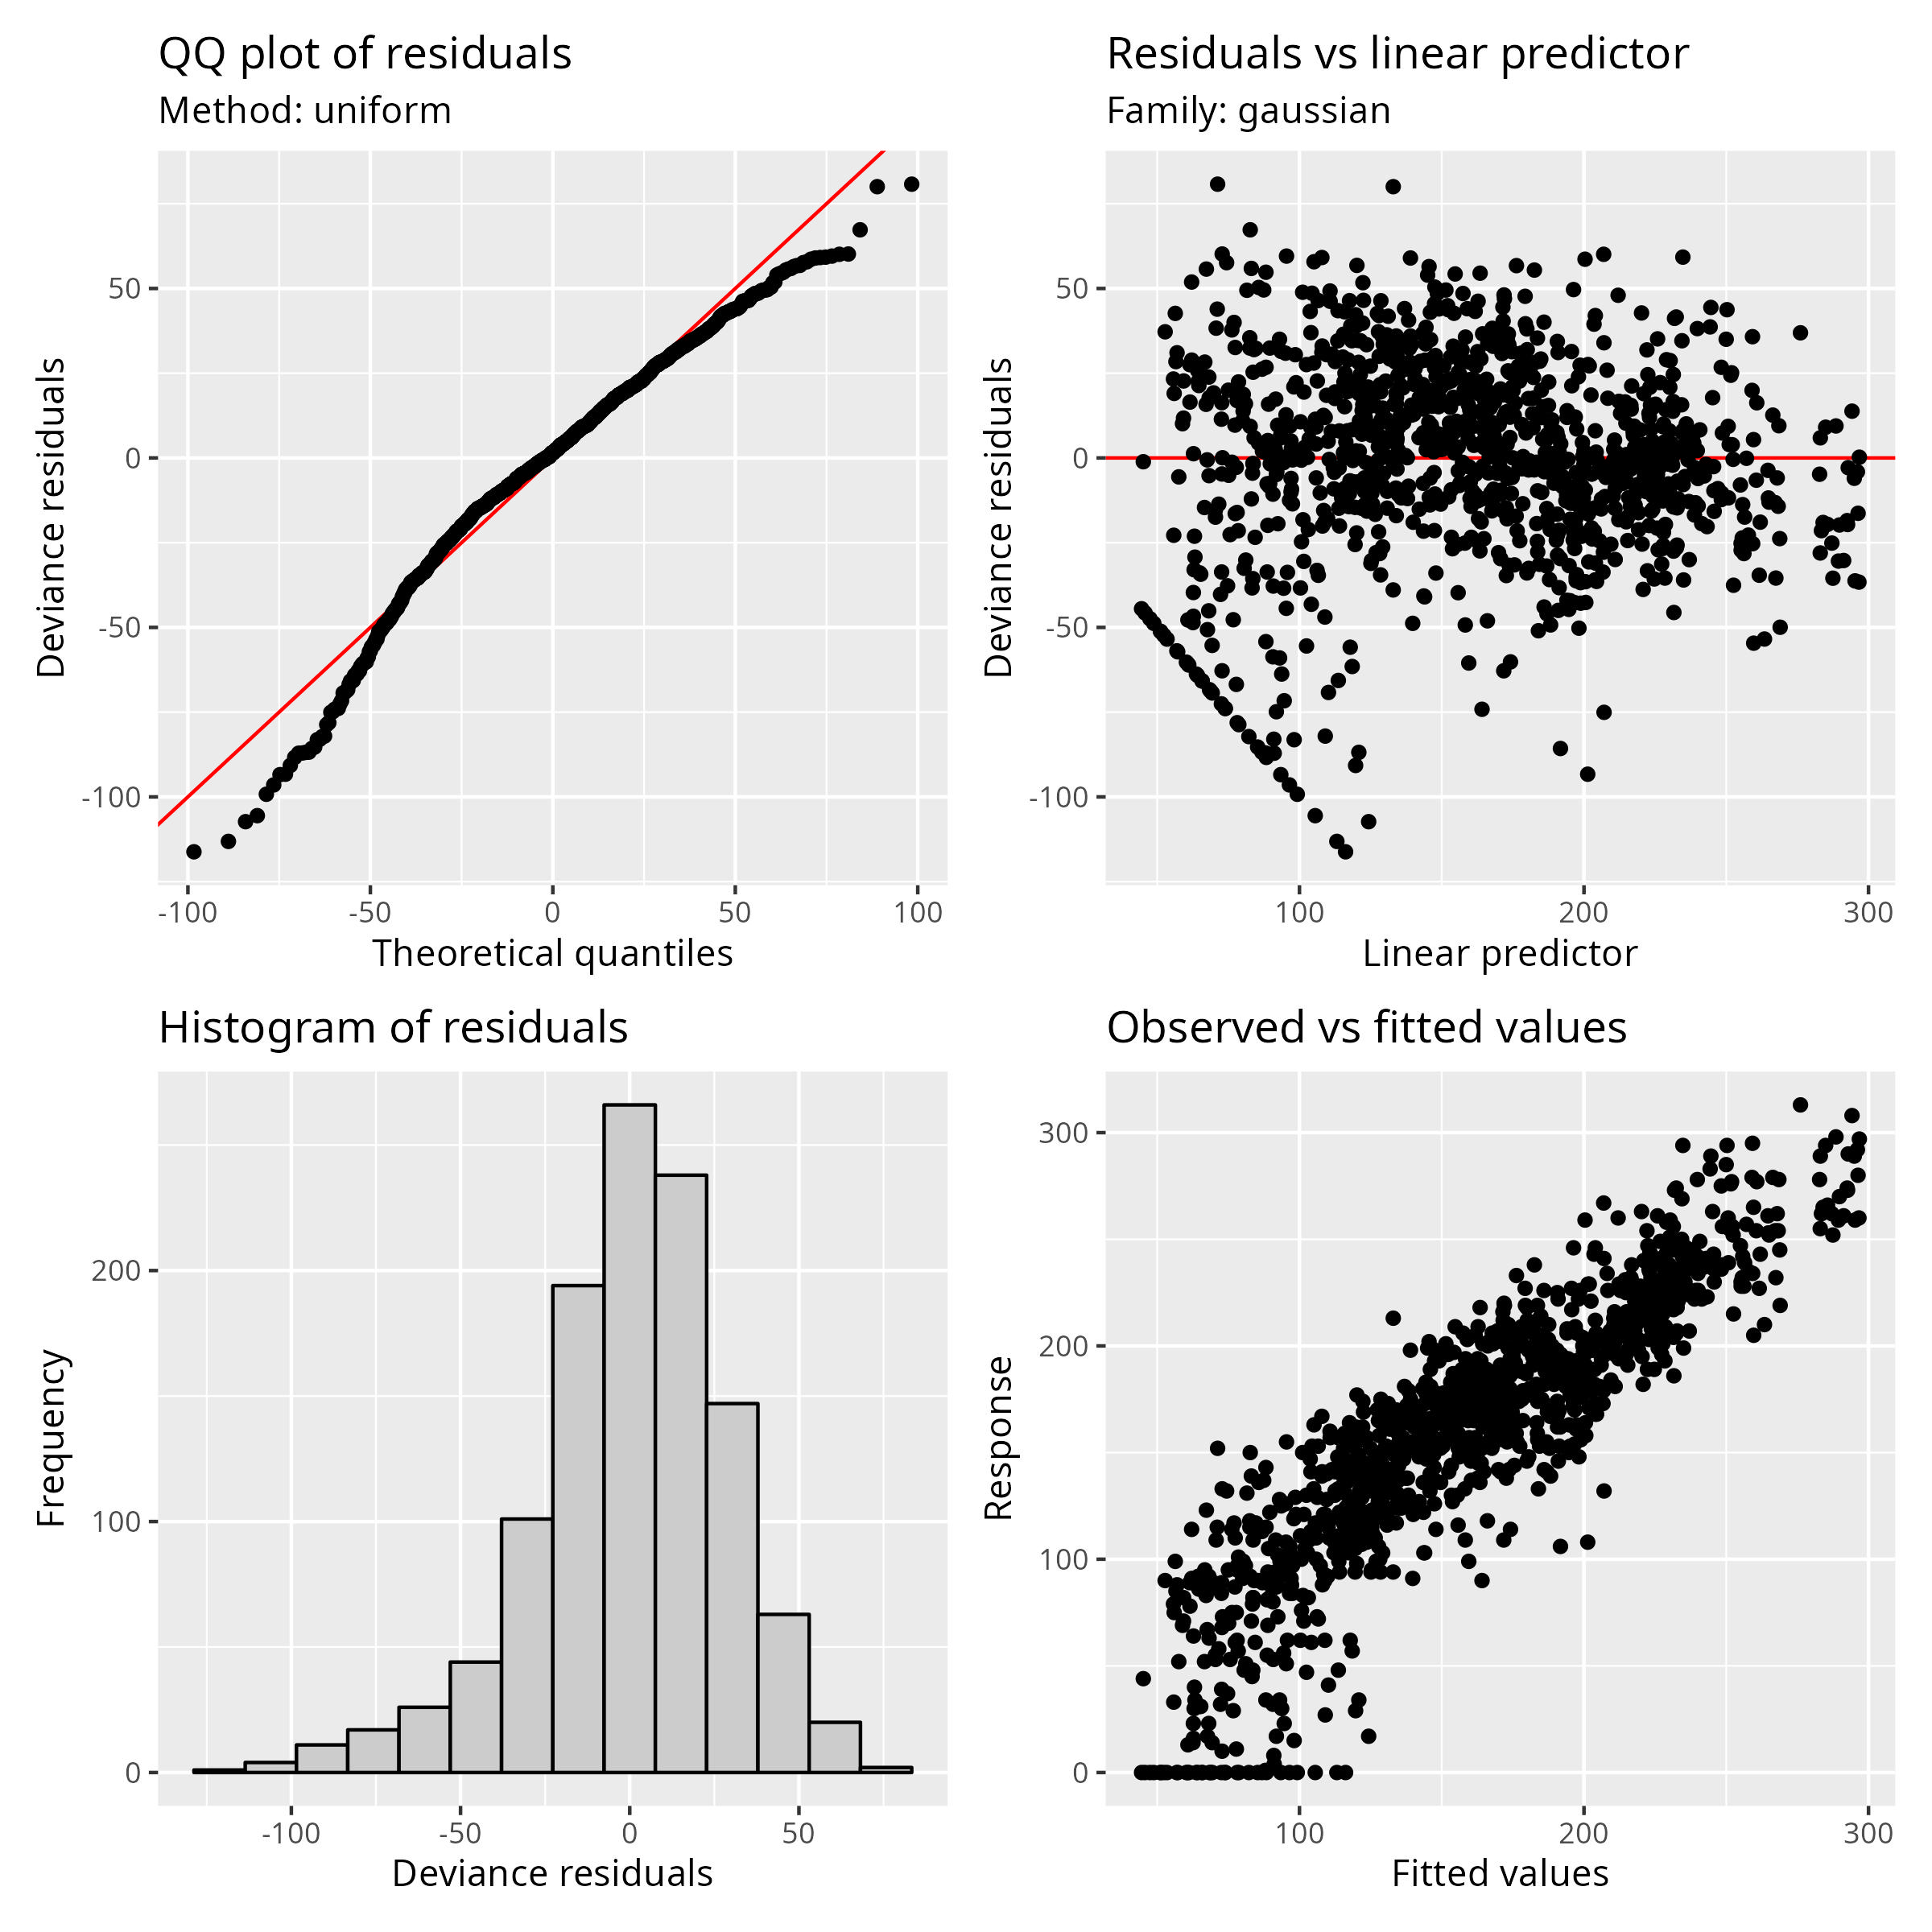 QQ plot of residuals
Method: uniform
50
0
-50
-100
-100
-50
0
50
100
Deviance residuals
Theoretical quantiles
Residuals vs linear predictor
Family: gaussian
50
0
-50
-100
100
200
300
Deviance residuals
Linear predictor
Histogram of residuals
200
100
0
-100
-50
0
50
Frequency
Deviance residuals
Observed vs fitted values
300
200
100
0
100
200
300
Response
Fitted values